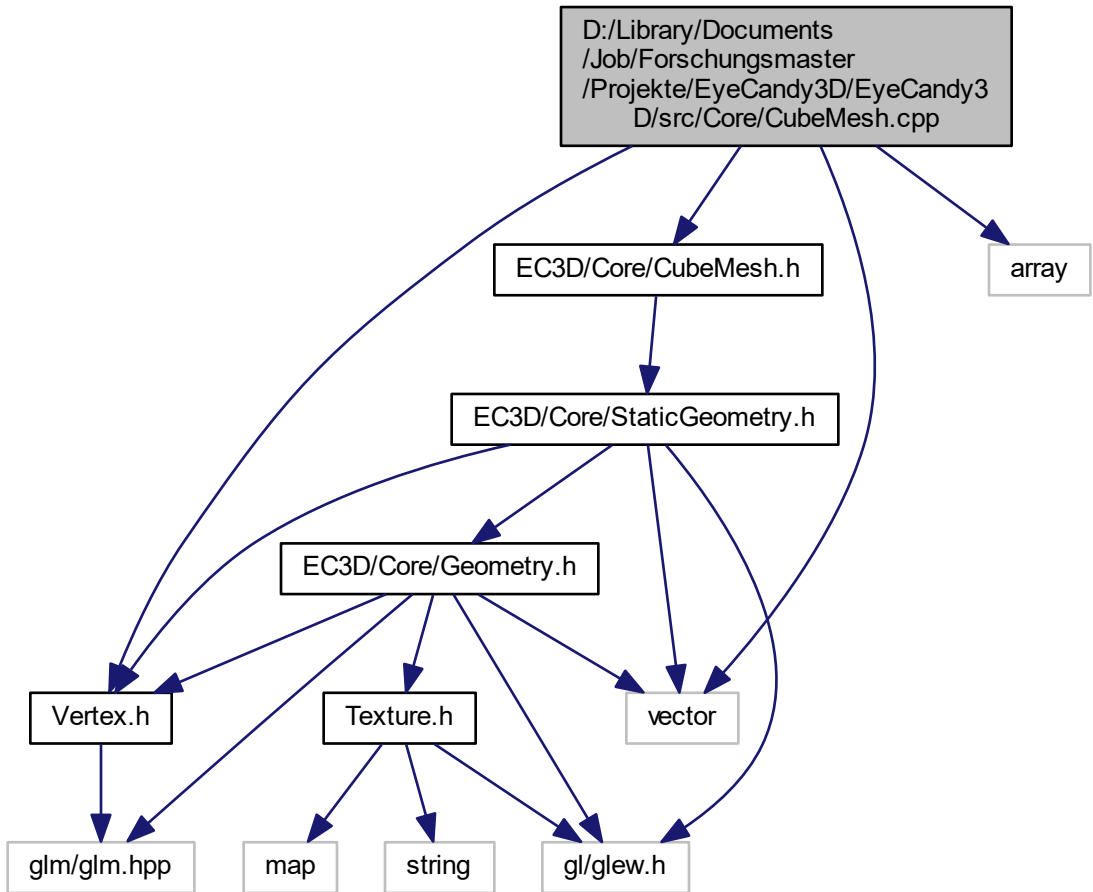 D:/Library/Documents
/Job/Forschungsmaster
/Projekte/EyeCandy3D/EyeCandy3
D/src/Core/CubeMesh.cpp
EC3D/Core/CubeMesh.h
array
EC3D/Core/StaticGeometry.h
EC3D/Core/Geometry.h
Vertex.h
Texture.h
vector
glm/glm.hpp
map
string
gl/glew.h